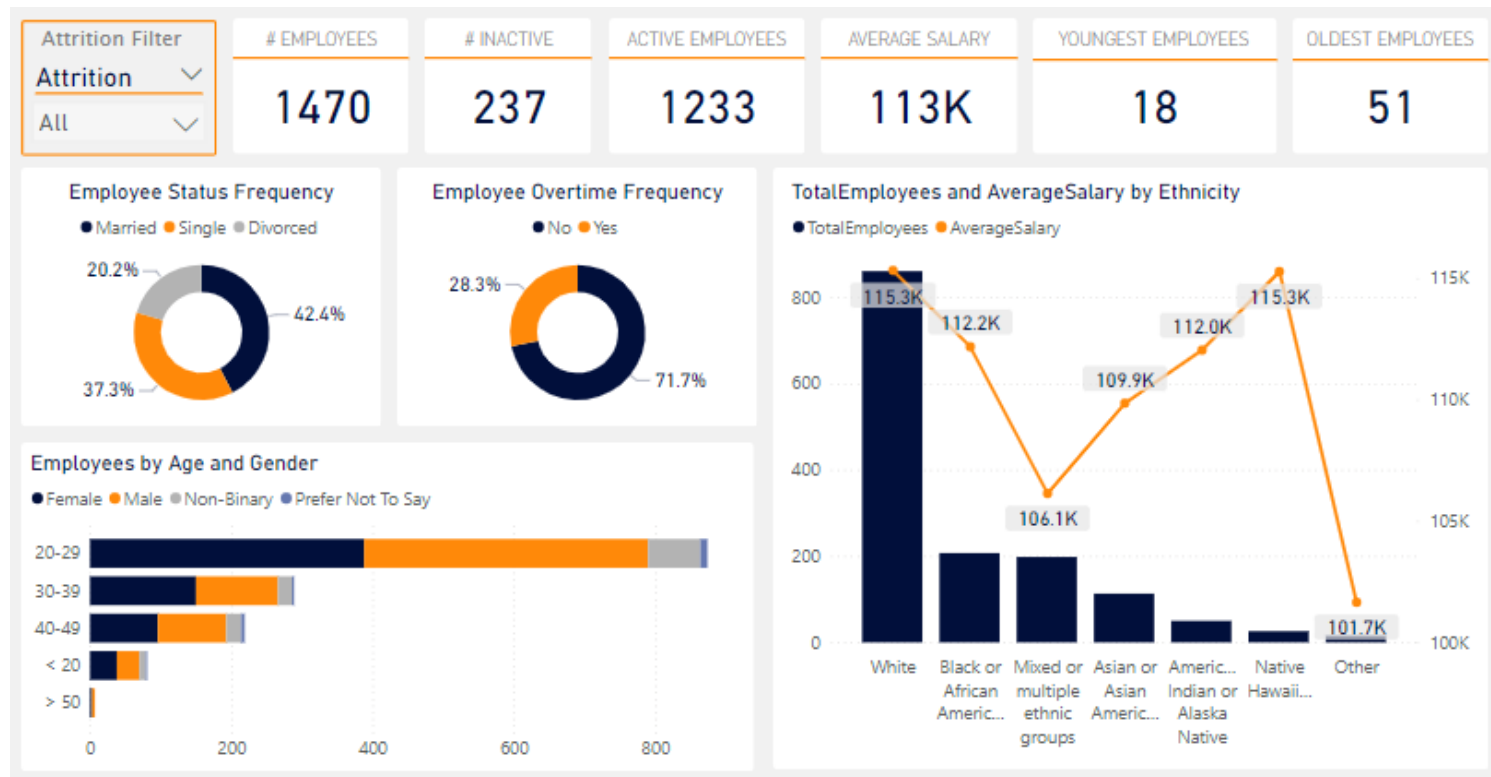 Attrition Filter
Attrition
All
# EMPLOYEES
1470
# INACTIVE
237
ACTIVE EMPLOYEES
1233
AVERAGE SALARY
113K
YOUNGEST EMPLOYEES
18
OLDEST EMPLOYEES
51
Employee Status Frequency
Married Single Divorced
20.2%
42.4%
37.3%
Employee Overtime Frequency
No Yes
28.3%
71.7%
TotalEmployees and AverageSalary by Ethnicity
TotalEmployees AverageSalary
800
600
400
200
0
115.3K
112.2K
106.1K
109.9K
112.0K
115.3K
101.7K
115K
110K
105K
100K
White
Black or
African
Americ...
Mixed or
multiple
ethnic
groups
Asian or
Asian
Americ...
Americ...
Indian or
Alaska
Native
Native
Hawaii...
Other
Employees by Age and Gender
Female Male Non-Binary Prefer Not To Say
20-29
30-39
40-49
< 20
> 50
0 200 400 600 800